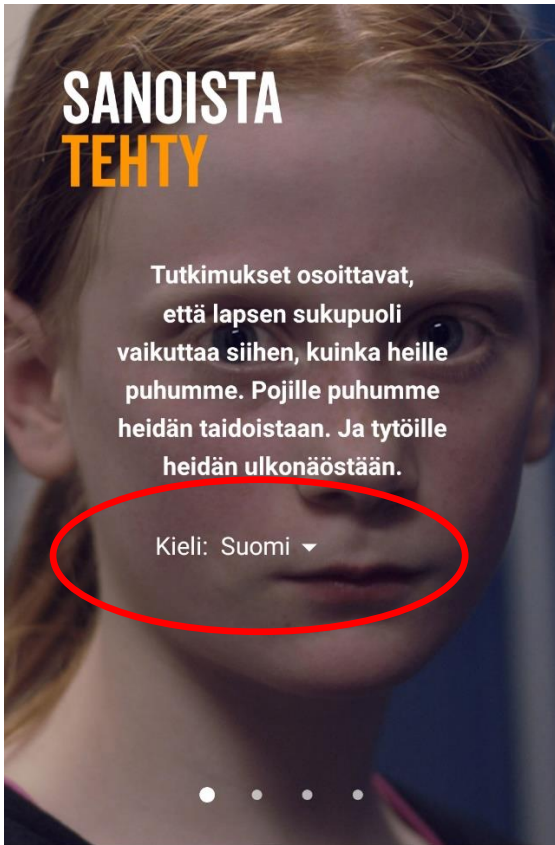 SANOISTA
TEHTY
Tutkimukset osoittavat,
että lapsen sukupuoli
vaikuttaa siihen, kuinka heille
puhumme. Pojille puhumme
heidän taidoistaan. Ja tytöille
heidän ulkonäöstään.
Kieli: Suomi